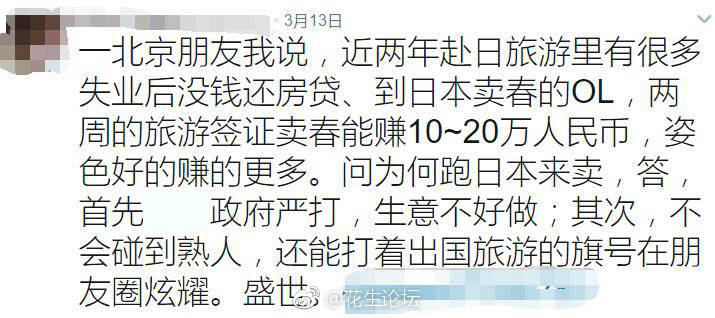 3月13日
一北京朋友我说，近两年赴日旅游里有很多
失业后没钱还房贷、到日本卖春的OL，两
周的旅游签证卖春能赚10~20万人民币，姿
色好的赚的更多。问为何跑日本来卖，答，
首先 政府严打，生意不好做；其次，不
会碰到熟人，还能打着出国旅游的旗号在朋
友圈炫耀。盛世。
@花生论坛